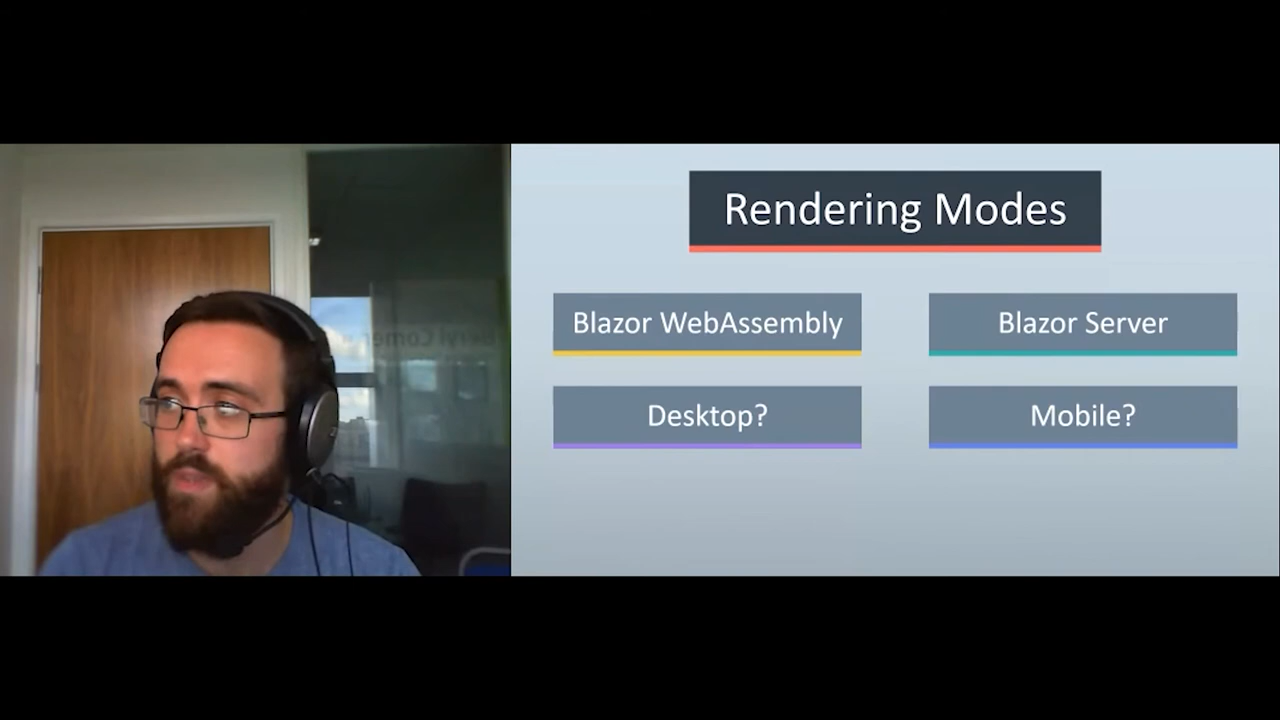 Rendering Modes
Blazor WebAssembly
Blazor Server
Desktop?
Mobile?